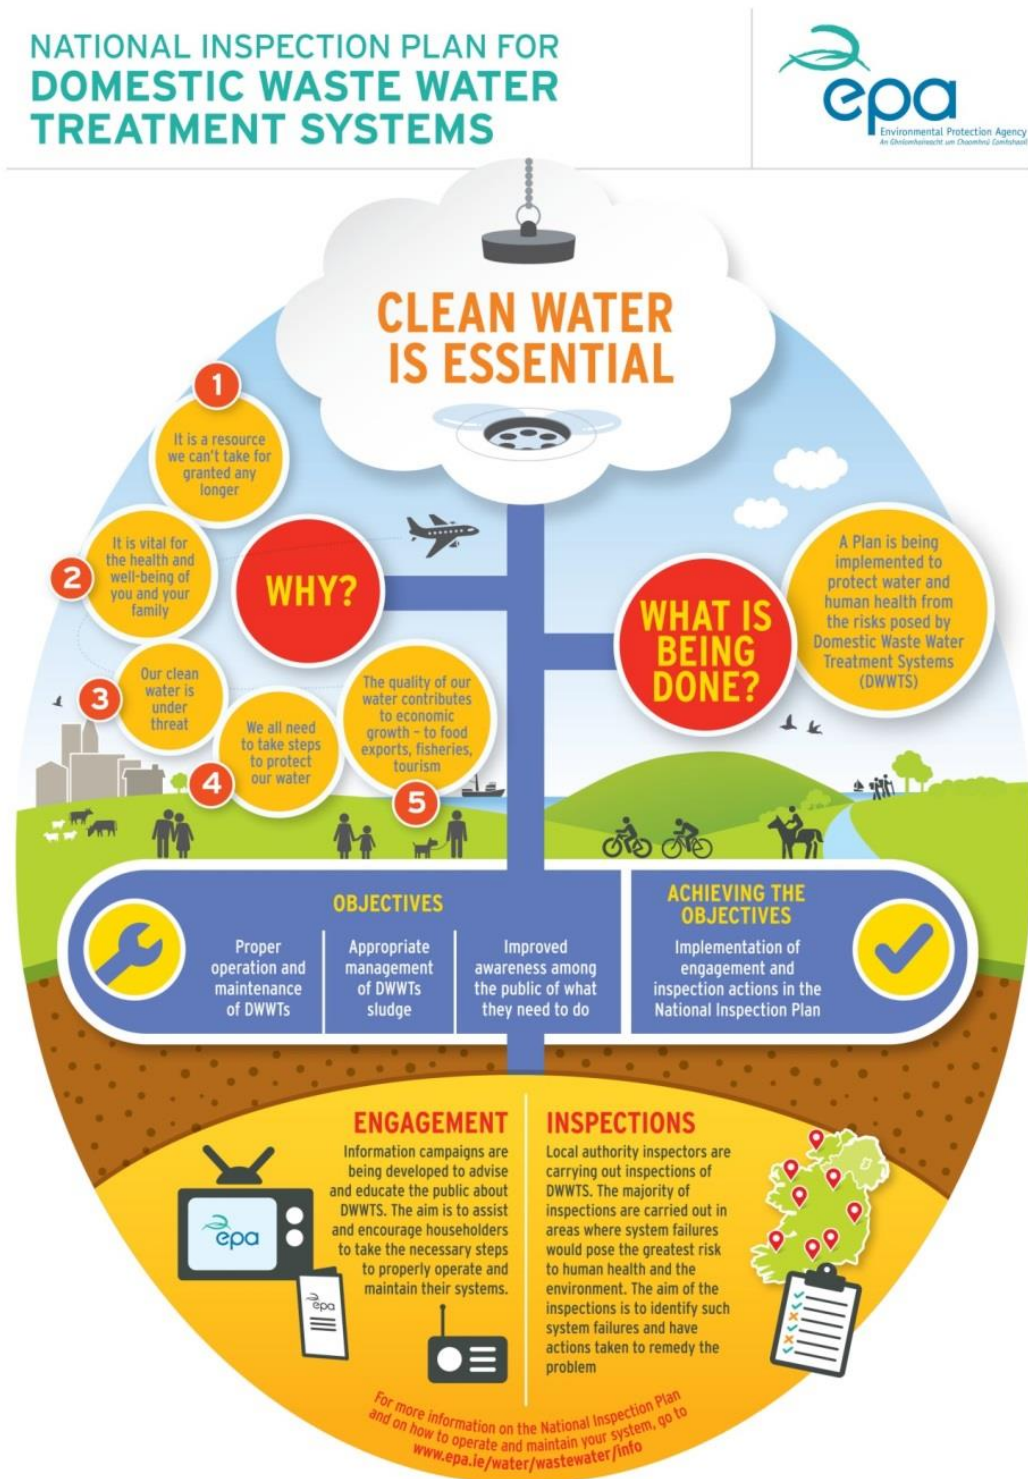 NATIONAL INSPECTION PLAN FOR
DOMESTIC WASTE WATER
TREATMENT SYSTEMS
epa
Environmental Protection Agency
An Ghníomhaireacht um Chaomhnú Comhshaoil
CLEAN WATER
IS ESSENTIAL
1
It is a resource
we can't take for
granted any
longer
2
It is vital for
the health and
well-being of
you and your
family
WHY?
3
Our clean
water is
under
threat
4
We all need
to take steps
to protect
our water
The quality of our
water contributes
to economic
growth – to food
exports, fisheries,
tourism
5
WHAT IS
BEING
DONE?
A Plan is being
implemented to
protect water and
human health from
the risks posed by
Domestic Waste Water
Treatment Systems
(DWWTS)
OBJECTIVES
Proper
operation and
maintenance
of DWWTs
Appropriate
management
of DWWTs
sludge
Improved
awareness among
the public of what
they need to do
ACHIEVING THE
OBJECTIVES
Implementation of
engagement and
inspection actions in the
National Inspection Plan
ENGAGEMENT
Information campaigns are
being developed to advise
and educate the public about
DWWTS. The aim is to assist
and encourage householders
to take the necessary steps
to properly operate and
maintain their systems.
epa
epa
INSPECTIONS
Local authority inspectors are
carrying out inspections of
DWWTS. The majority of
inspections are carried out in
areas where system failures
would pose the greatest risk
to human health and the
environment. The aim of the
inspections is to identify such
system failures and have
actions taken to remedy the
problem
For more information on the National Inspection Plan
and on how to operate and maintain your system, go to
www.epa.ie/water/wastewater/info